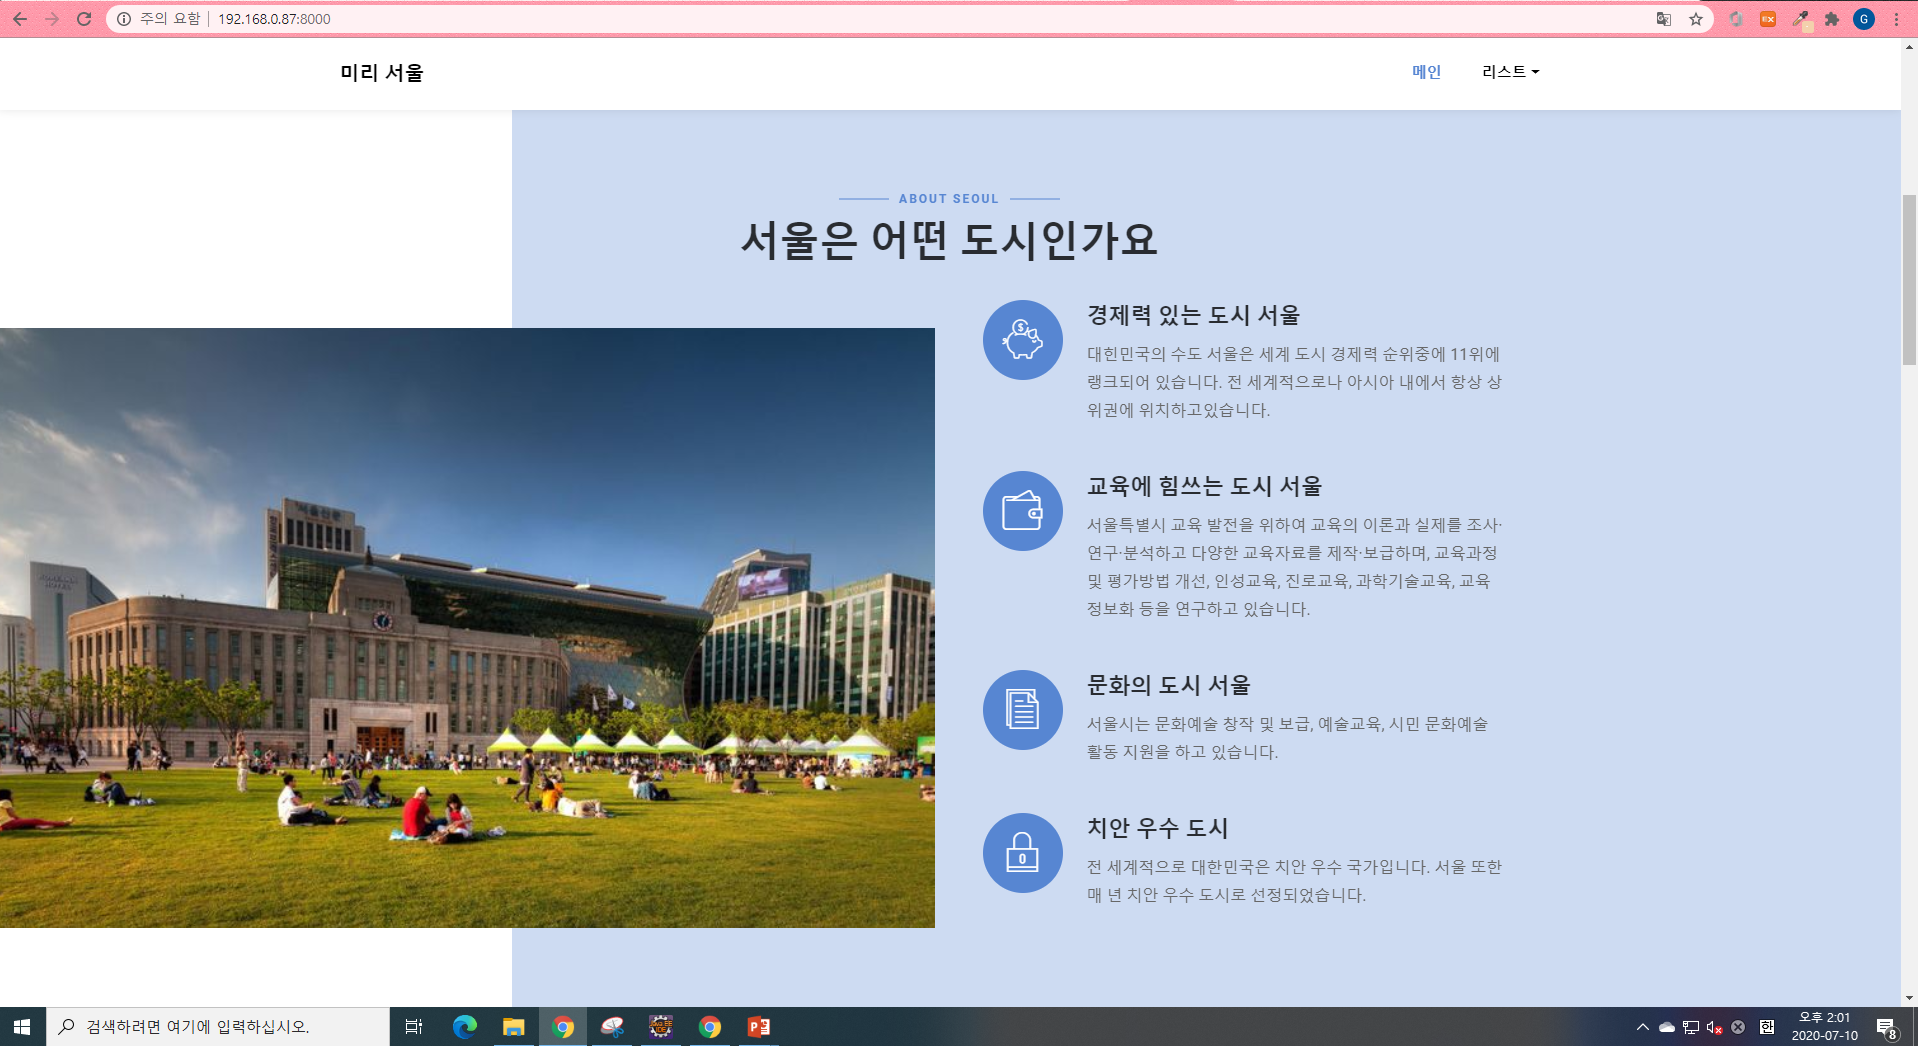 주의 요함
192.168.0.87:8000
G
미리 서울
메인
리스트
ABOUT SEOUL
서울은 어떤 도시인가요
경제력 있는 도시 서울
대힌민국의 수도 서울은 세계 도시 경제력 순위중에 11위에
랭크되어 있습니다. 전 세계적으로나 아시아 내에서 항상 상
위권에 위치하고있습니다.
교육에 힘쓰는 도시 서울
서울특별시 교육 발전을 위하여 교육의 이론과 실제를 조사·
연구·분석하고 다양한 교육자료를 제작·보급하며, 교육과정
및 평가방법 개선, 인성교육, 진로교육, 과학기술교육, 교육
정보화 등을 연구하고 있습니다.
문화의 도시 서울
서울시는 문화예술 창작 및 보급, 예술교육, 시민 문화예술
활동 지원을 하고 있습니다.
치안 우수 도시
전 세계적으로 대한민국은 치안 우수 국가입니다. 서울 또한
매 년 치안 우수 도시로 선정되었습니다.
서울신문
검색하려면 여기에 입력하십시오.
한
오후 2:01
2020-07-10
8